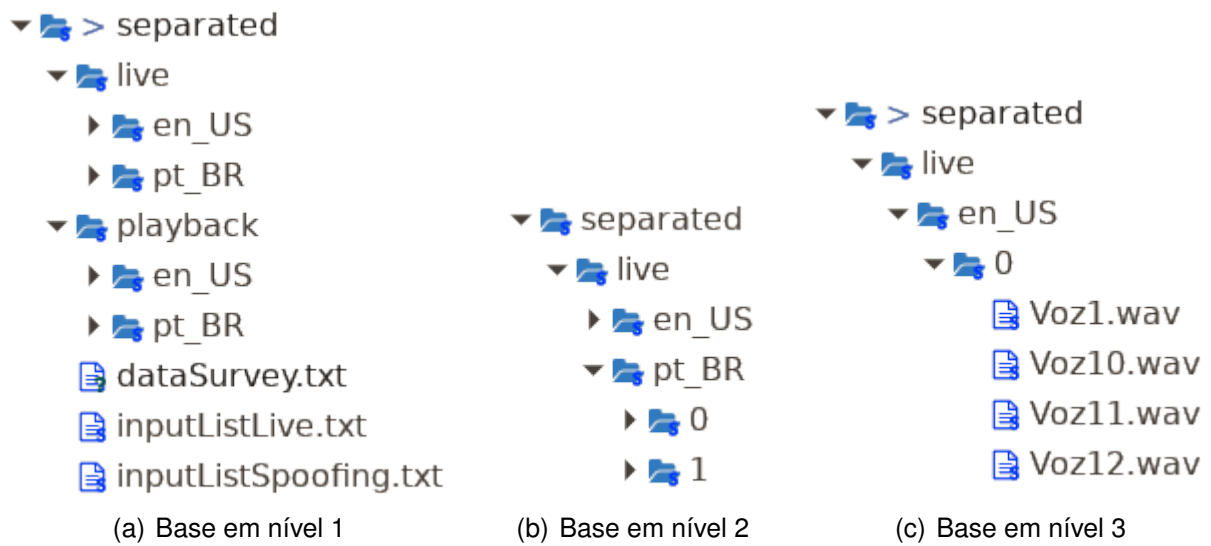 > separated
live
en_US
pt_BR
playback
en_US
pt_BR
dataSurvey.txt
inputListLive.txt
inputListSpoofing.txt
(a) Base em nível 1
separated
live
en_US
pt_BR
0
1
(b) Base em nível 2
> separated
live
en_US
0
Voz1.wav
Voz10.wav
Voz11.wav
Voz12.wav
(c) Base em nível 3